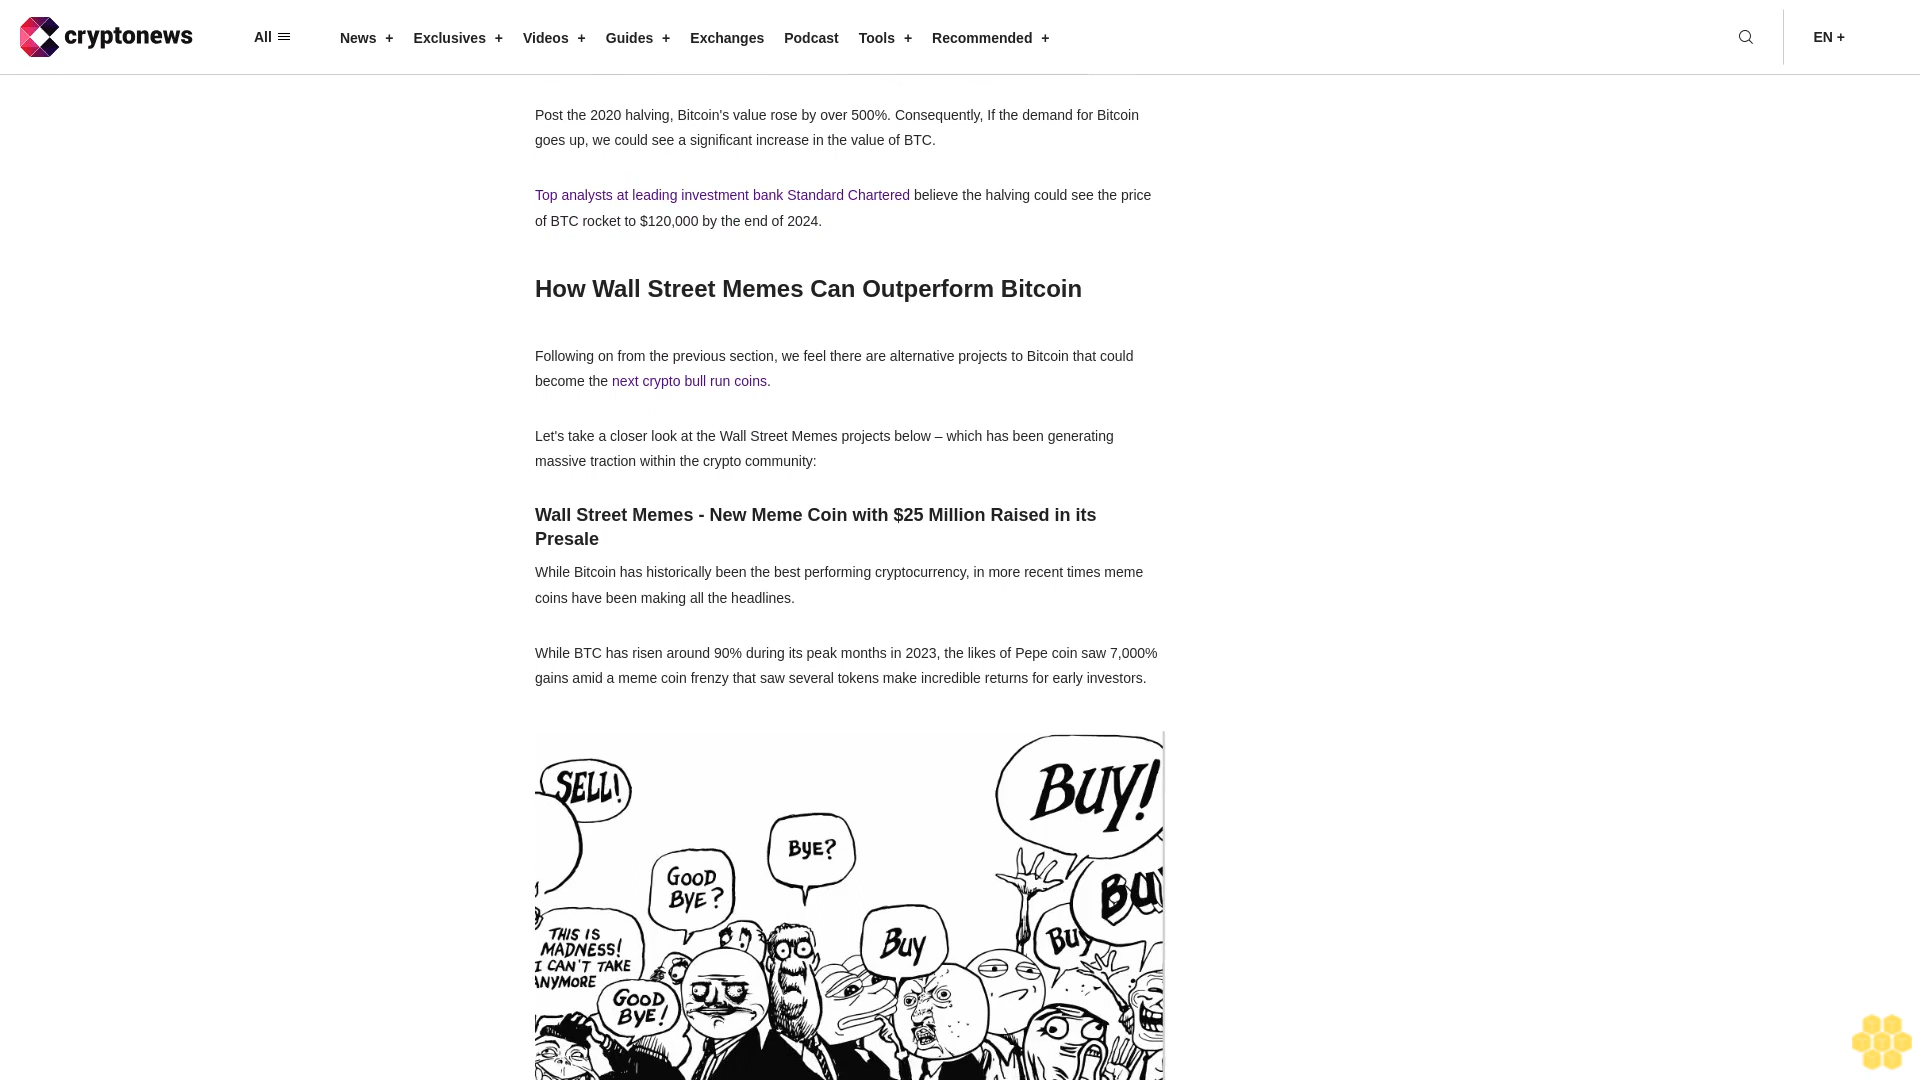 cryptonews
All
News +
Exclusives +
Videos +
Guides +
Exchanges
Podcast
Tools +
Recommended +
EN +
Post the 2020 halving, Bitcoin's value rose by over 500%. Consequently, If the demand for Bitcoin
goes up, we could see a significant increase in the value of BTC.
Top analysts at leading investment bank Standard Chartered believe the halving could see the price
of BTC rocket to $120,000 by the end of 2024.
How Wall Street Memes Can Outperform Bitcoin
Following on from the previous section, we feel there are alternative projects to Bitcoin that could
become the next crypto bull run coins.
Let's take a closer look at the Wall Street Memes projects below – which has been generating
massive traction within the crypto community:
Wall Street Memes - New Meme Coin with $25 Million Raised in its
Presale
While Bitcoin has historically been the best performing cryptocurrency, in more recent times meme
coins have been making all the headlines.
While BTC has risen around 90% during its peak months in 2023, the likes of Pepe coin saw 7,000%
gains amid a meme coin frenzy that saw several tokens make incredible returns for early investors.
SELL!
BUY!
BYE?
GOOD
BYE?
BU
BUY
BU
THIS IS
MADNESS!
I CAN'T TAKE
ANYMORE
GOOD
BYE!